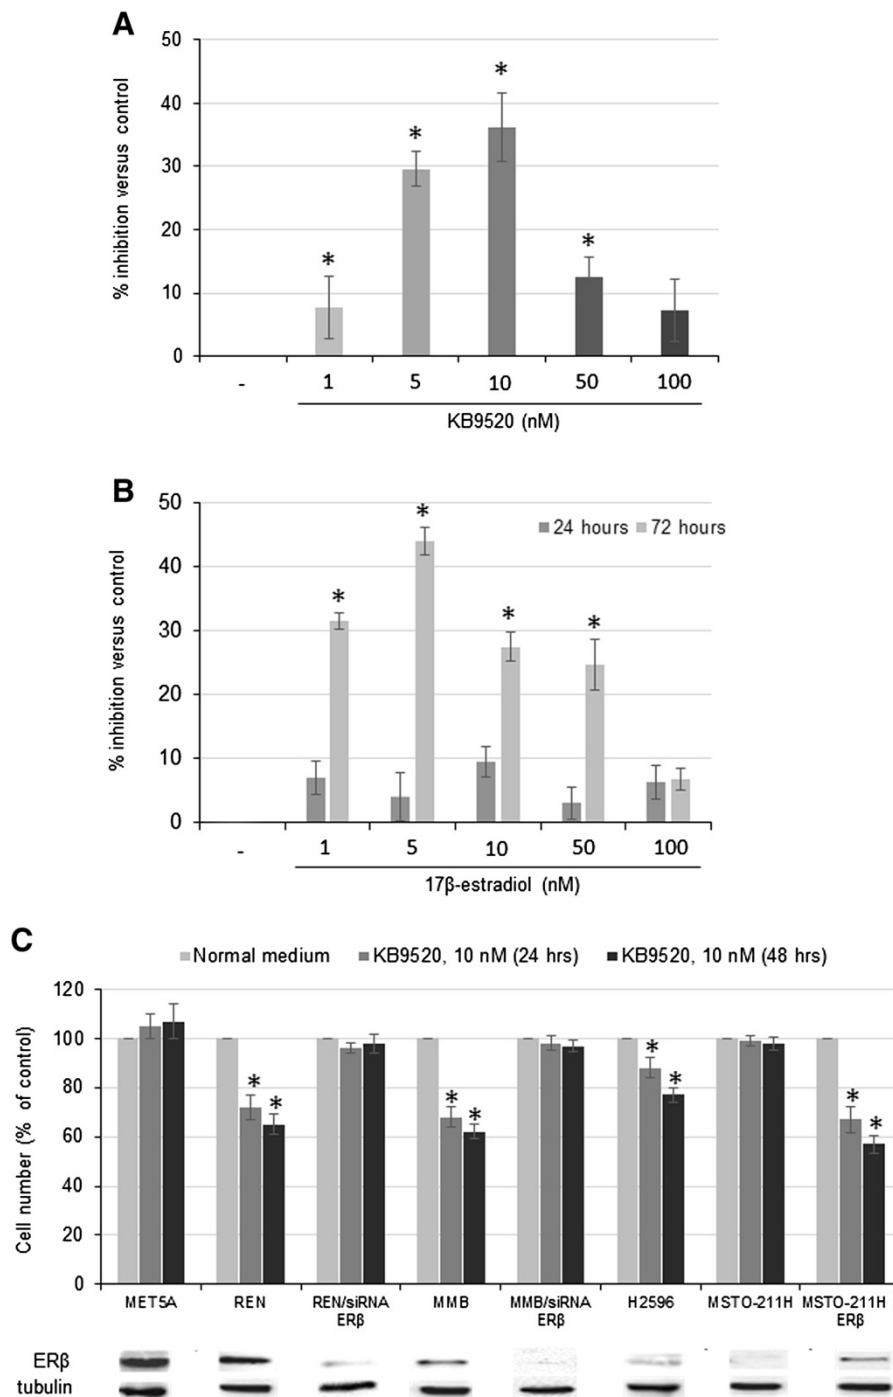 A
50
40
30
20
10
0
% inhibition versus control
* * * *
- 1 5 10 50 100
KB9520 (nM)
B
50
40
30
20
10
0
% inhibition versus control
24 hours 72 hours
* * * *
- 1 5 10 50 100
17β-estradiol (nM)
C
Normal medium KB9520, 10 nM (24 hrs) KB9520, 10 nM (48 hrs)
120
100
80
60
40
20
0
Cell number (% of control)
* * * * * * * *
MET5A REN REN/siRNA MMB MMB/siRNA H2596 MSTO-211H MSTO-211H
ERβ ERβ ERβ
ERβ
tubulin